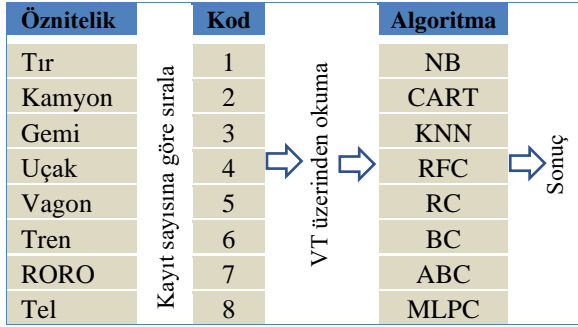 Öznitelik Kod Algoritma
Tır 1 NB
Kamyon 2 CART
Gemi 3 KNN
Uçak 4 RFC
Vagon 5 RC
Tren 6 BC
RORO 7 ABC
Tel 8 MLPC
Kayıt sayısına göre sırala
VT üzerinden okuma
Sonuç